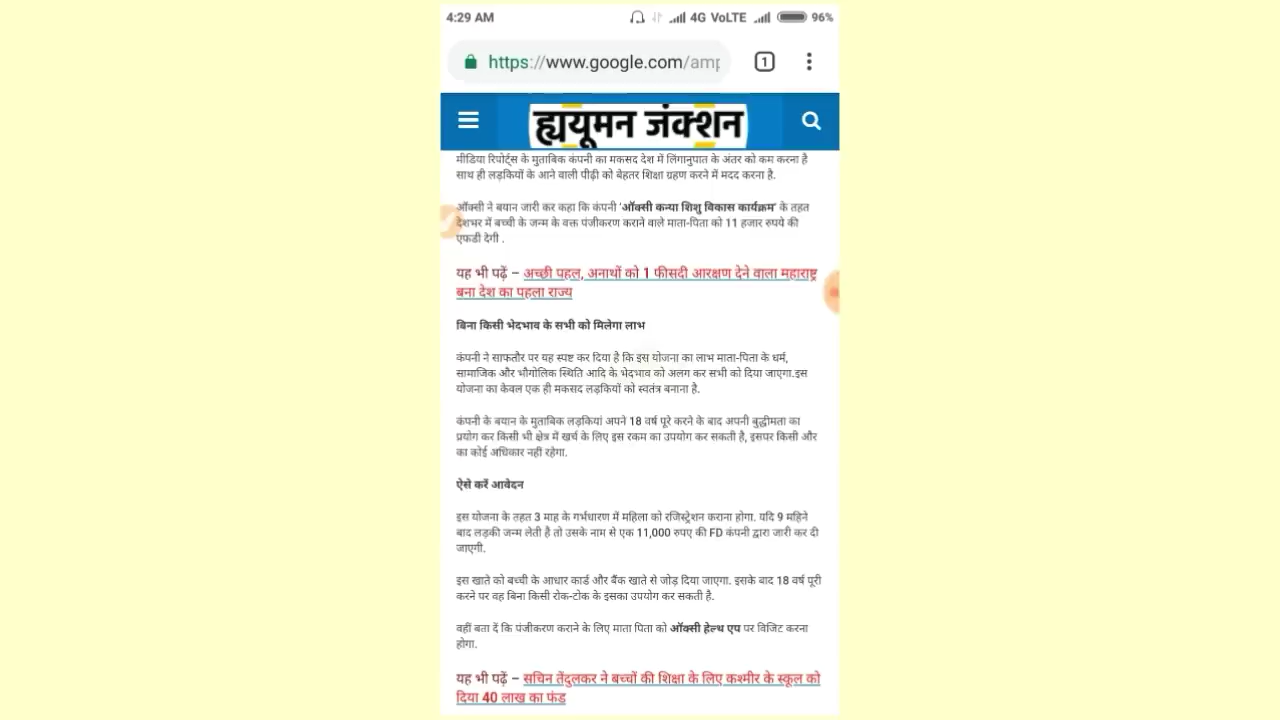 4:29 AM 4G VoLTE 96%
https://www.google.com/amp 1
ह्ययूमन जंक्शन
मीडिया रिपोर्ट्स के मुताबिक कंपनी का मकसद देश में लिंगानुपात के अंतर को कम करना है
साथ ही लड़कियों के आने वाली पीढ़ी को बेहतर शिक्षा ग्रहण करने में मदद करना है.
ऑक्सी ने बयान जारी कर कहा कि कंपनी ‘ऑक्सी कन्या शिशु विकास कार्यक्रम’ के तहत
देशभर में बच्ची के जन्म के वक्त पंजीकरण कराने वाले माता-पिता को 11 हजार रुपये की
एफडी देगी .
यह भी पढ़ें – अच्छी पहल, अनाथों को 1 फीसदी आरक्षण देने वाला महाराष्ट्र
बना देश का पहला राज्य
बिना किसी भेदभाव के सभी को मिलेगा लाभ
कंपनी ने साफतौर पर यह स्पष्ट कर दिया है कि इस योजना का लाभ माता-पिता के धर्म,
सामाजिक और भौगोलिक स्थिति आदि के भेदभाव को अलग कर सभी को दिया जाएगा.इस
योजना का केवल एक ही मकसद लड़कियों को स्वतंत्र बनाना है.
कंपनी के बयान के मुताबिक लड़कियां अपने 18 वर्ष पूरे करने के बाद अपनी बुद्धीमता का
प्रयोग कर किसी भी क्षेत्र में खर्च के लिए इस रकम का उपयोग कर सकती है, इसपर किसी और
का कोई अधिकार नहीं रहेगा.
ऐसे करें आवेदन
इस योजना के तहत 3 माह के गर्भधारण में महिला को रजिस्ट्रेशन कराना होगा. यदि 9 महिने
बाद लड़की जन्म लेती है तो उसके नाम से एक 11,000 रुपए की FD कंपनी द्वारा जारी कर दी
जाएगी.
इस खाते को बच्ची के आधार कार्ड और बैंक खाते से जोड़ दिया जाएगा. इसके बाद 18 वर्ष पूरी
करने पर वह बिना किसी रोक-टोक के इसका उपयोग कर सकती है.
वहीं बता दें कि पंजीकरण कराने के लिए माता पिता को ऑक्सी हेल्थ एप पर विजिट करना
होगा.
यह भी पढ़ें – सचिन तेंदुलकर ने बच्चों की शिक्षा के लिए कश्मीर के स्कूल को
दिया 40 लाख का फंड